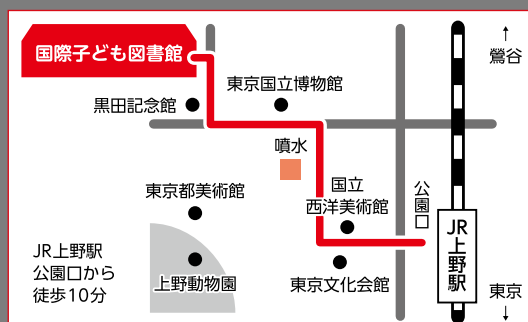 国際子ども図書館
↑
鶯谷
東京国立博物館
黒田記念館
噴水
国立
西洋美術館
公園口
東京都美術館
JR上野駅
JR上野駅
公園口から
徒歩10分
上野動物園
東京文化会館
東京
↓